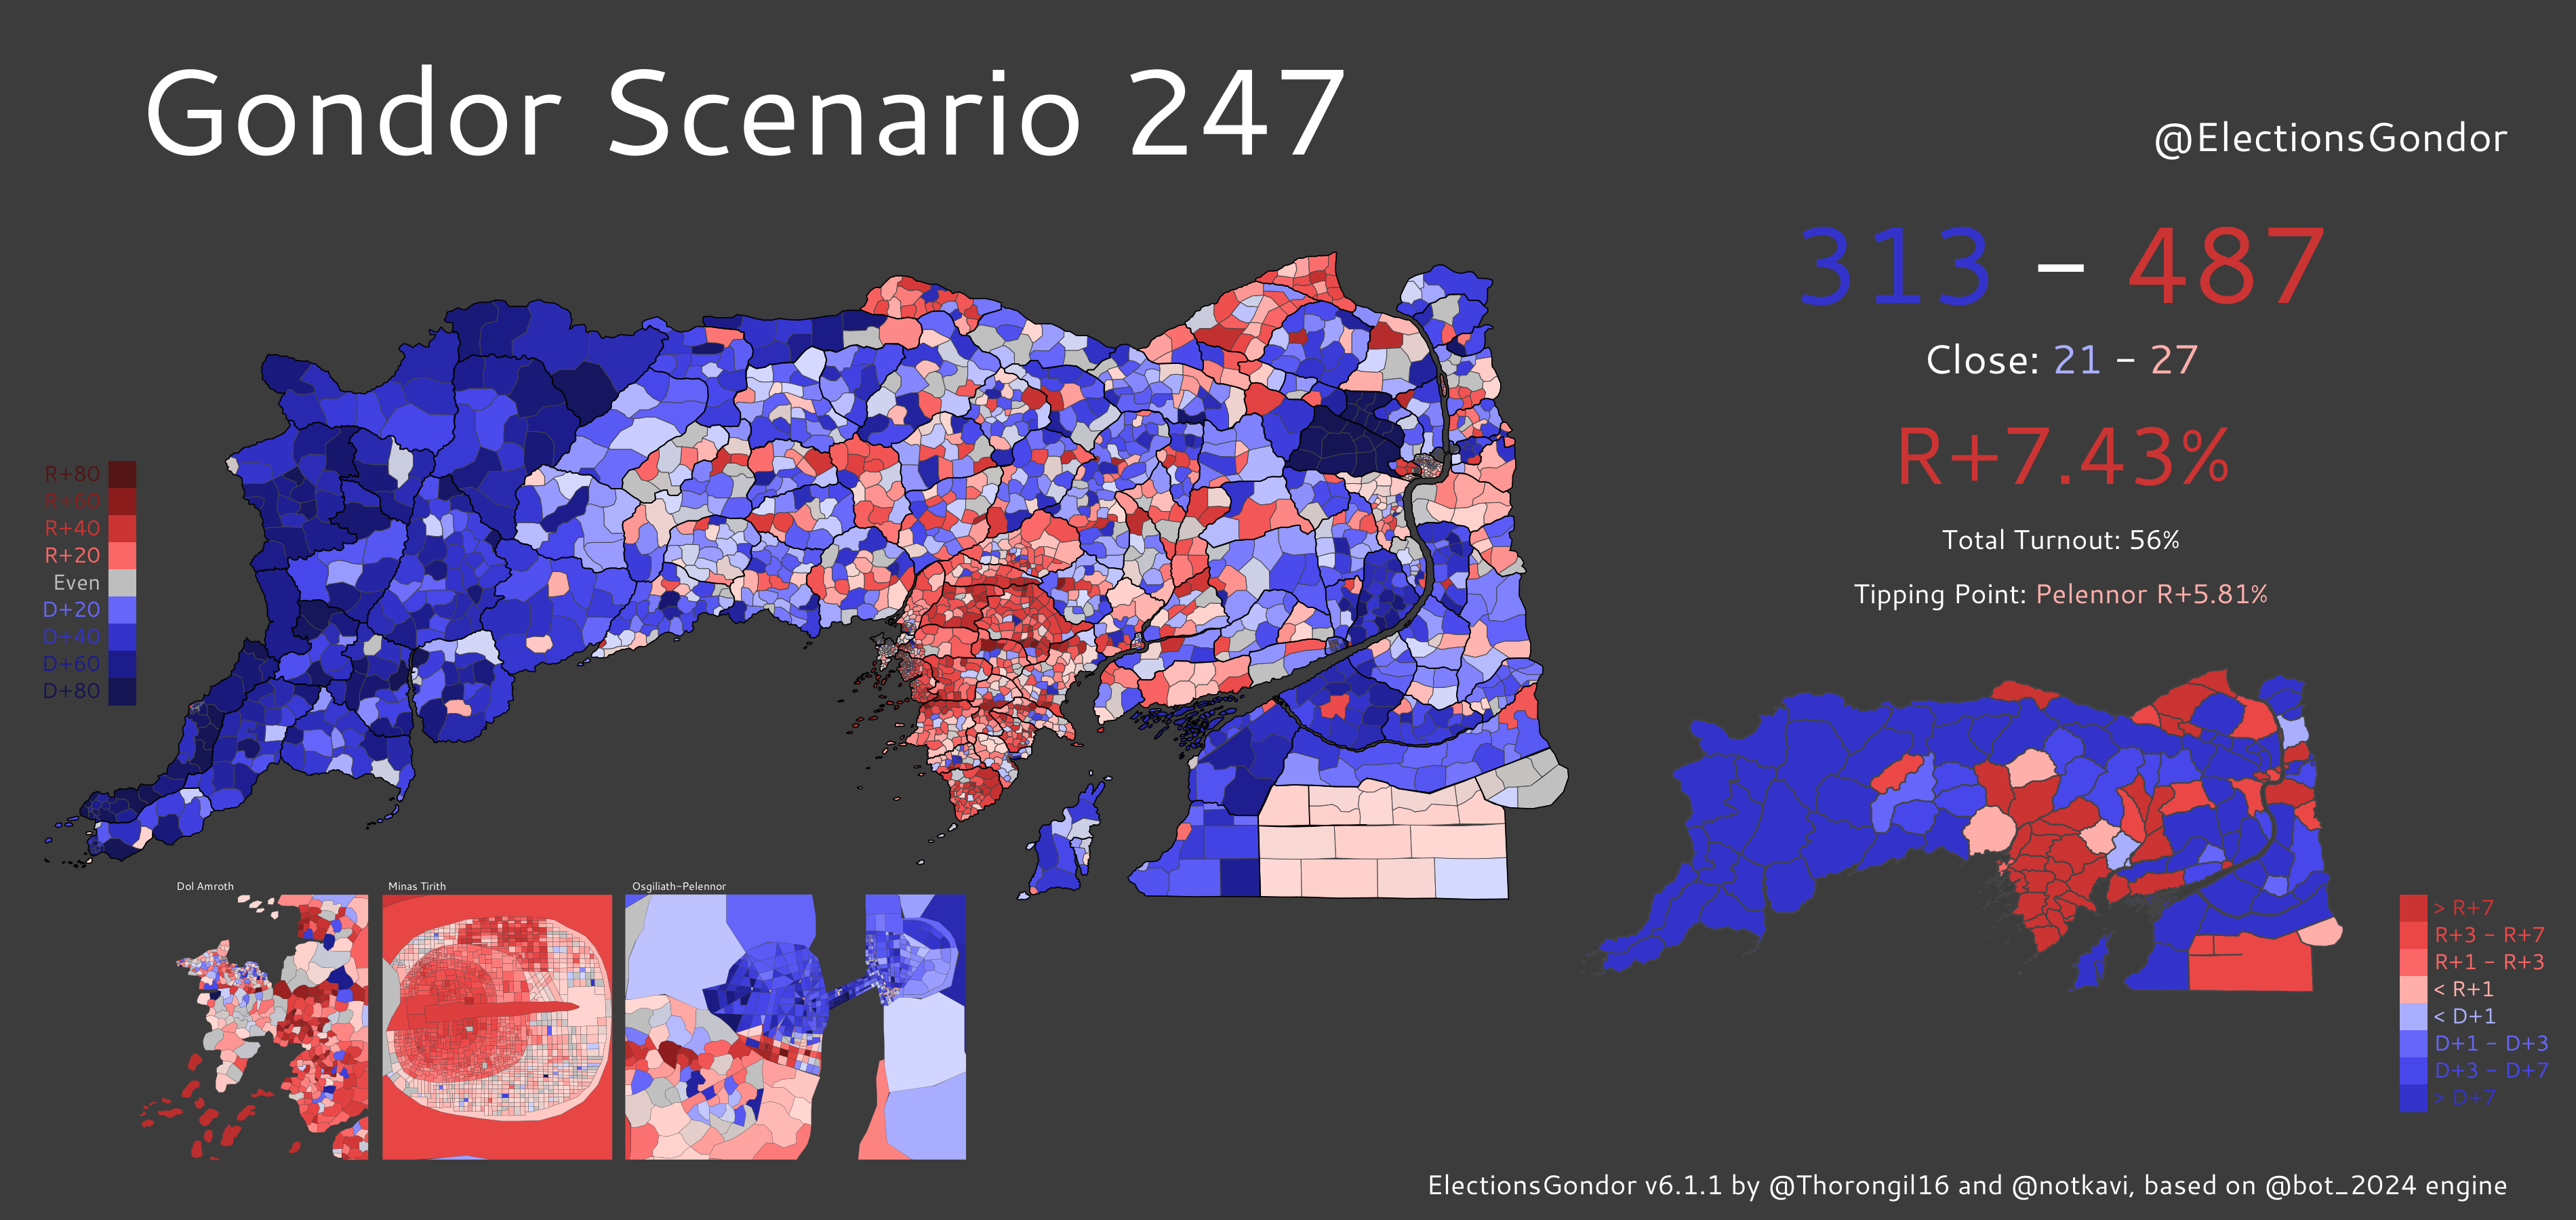 Gondor Scenario 247
@ElectionsGondor
313 – 487
Close: 21 - 27
R+7.43%
Total Turnout: 56%
Tipping Point: Pelennor R+5.81%
R+80
R+60
R+40
R+20
Even
D+20
D+40
D+60
D+80
Dol Amroth
Minas Tirith
Osgiliath-Pelennor
> R+7
R+3 - R+7
R+1 - R+3
< R+1
< D+1
D+1 - D+3
D+3 - D+7
> D+7
ElectionsGondor v6.1.1 by @Thorongil16 and @notkavi, based on @bot_2024 engine